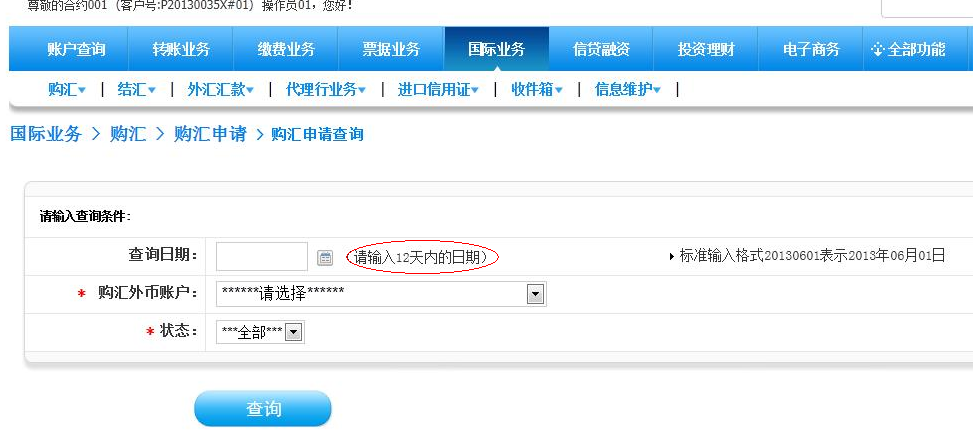 尊敬的合约001（客户号:P20130035X#01）操作员01，您好！
账户查询 转账业务 缴费业务 票据业务 国际业务 信贷融资 投资理财 电子商务 全部功能
购汇 | 结汇 | 外汇汇款 | 代理行业务 | 进口信用证 | 收件箱 | 信息维护 |
国际业务 > 购汇 > 购汇申请 > 购汇申请查询
请输入查询条件:
查询日期： 请输入12天内的日期） 标准输入格式20130601表示2013年06月01日
* 购汇外币账户： ******请选择******
* 状态： ***全部***
查询